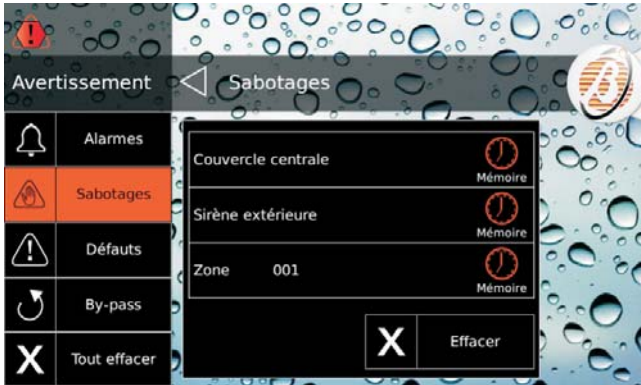 Avertissement
Sabotages
Alarmes
Sabotages
Défauts
By-pass
X Tout effacer
Couvercle centrale
Mémoire
Sirène extérieure
Mémoire
Zone 001
Mémoire
X Effacer